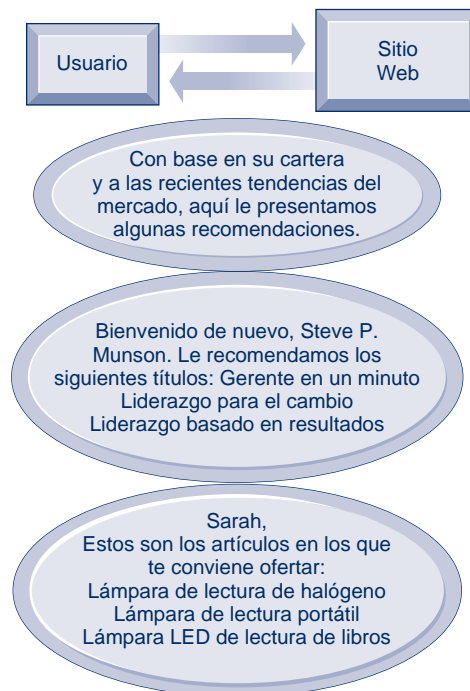 Usuario
Sitio
Web
Con base en su cartera
y a las recientes tendencias del
mercado, aquí le presentamos
algunas recomendaciones.
Bienvenido de nuevo, Steve P.
Munson. Le recomendamos los
siguientes títulos: Gerente en un minuto
Liderazgo para el cambio
Liderazgo basado en resultados
Sarah,
Estos son los artículos en los que
te conviene ofertar:
Lámpara de lectura de halógeno
Lámpara de lectura portátil
Lámpara LED de lectura de libros